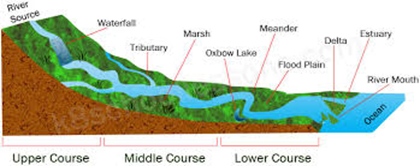 River
Source
Waterfall
Tributary
Marsh
Oxbow Lake
Meander
Flood Plain
Delta
Estuary
River Mouth
Ocean
Upper Course
Middle Course
Lower Course